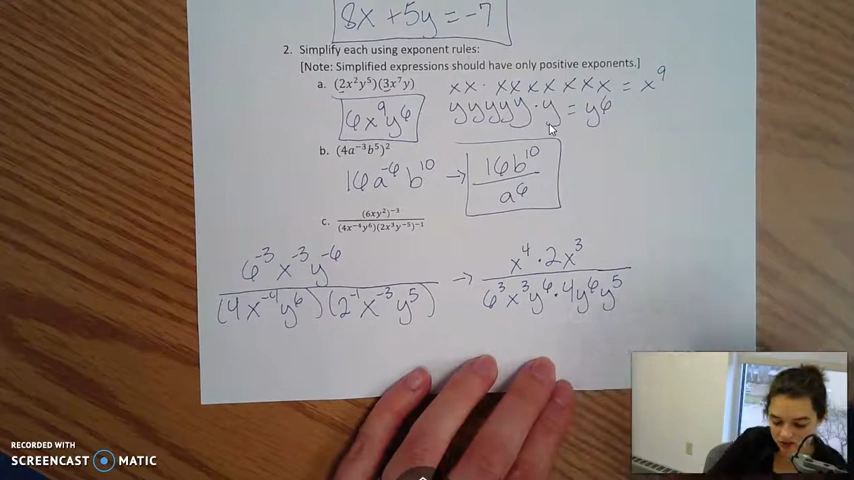 8x + 5y = -7
2. Simplify each using exponent rules:
[Note: Simplified expressions should have only positive exponents.]
a. (2x²y⁵)(3x⁷y)
xx · xxxxxxx = x⁹
6x⁹y⁶
yyyyy · y = y⁶
b. (4a⁻³b⁵)²
16a⁻⁶b¹⁰ → 16b¹⁰ / a⁶
c. (6xy²)⁻³ / (4x⁻⁴y⁶)(2x³y⁻⁵)⁻¹
6⁻³x⁻³y⁻⁶ / (4x⁻⁴y⁶)(2⁻¹x⁻³y⁵) → x⁴ · 2x³ / 6³x³y⁶ · 4y⁶y⁵
RECORDED WITH
SCREENCAST MATIC